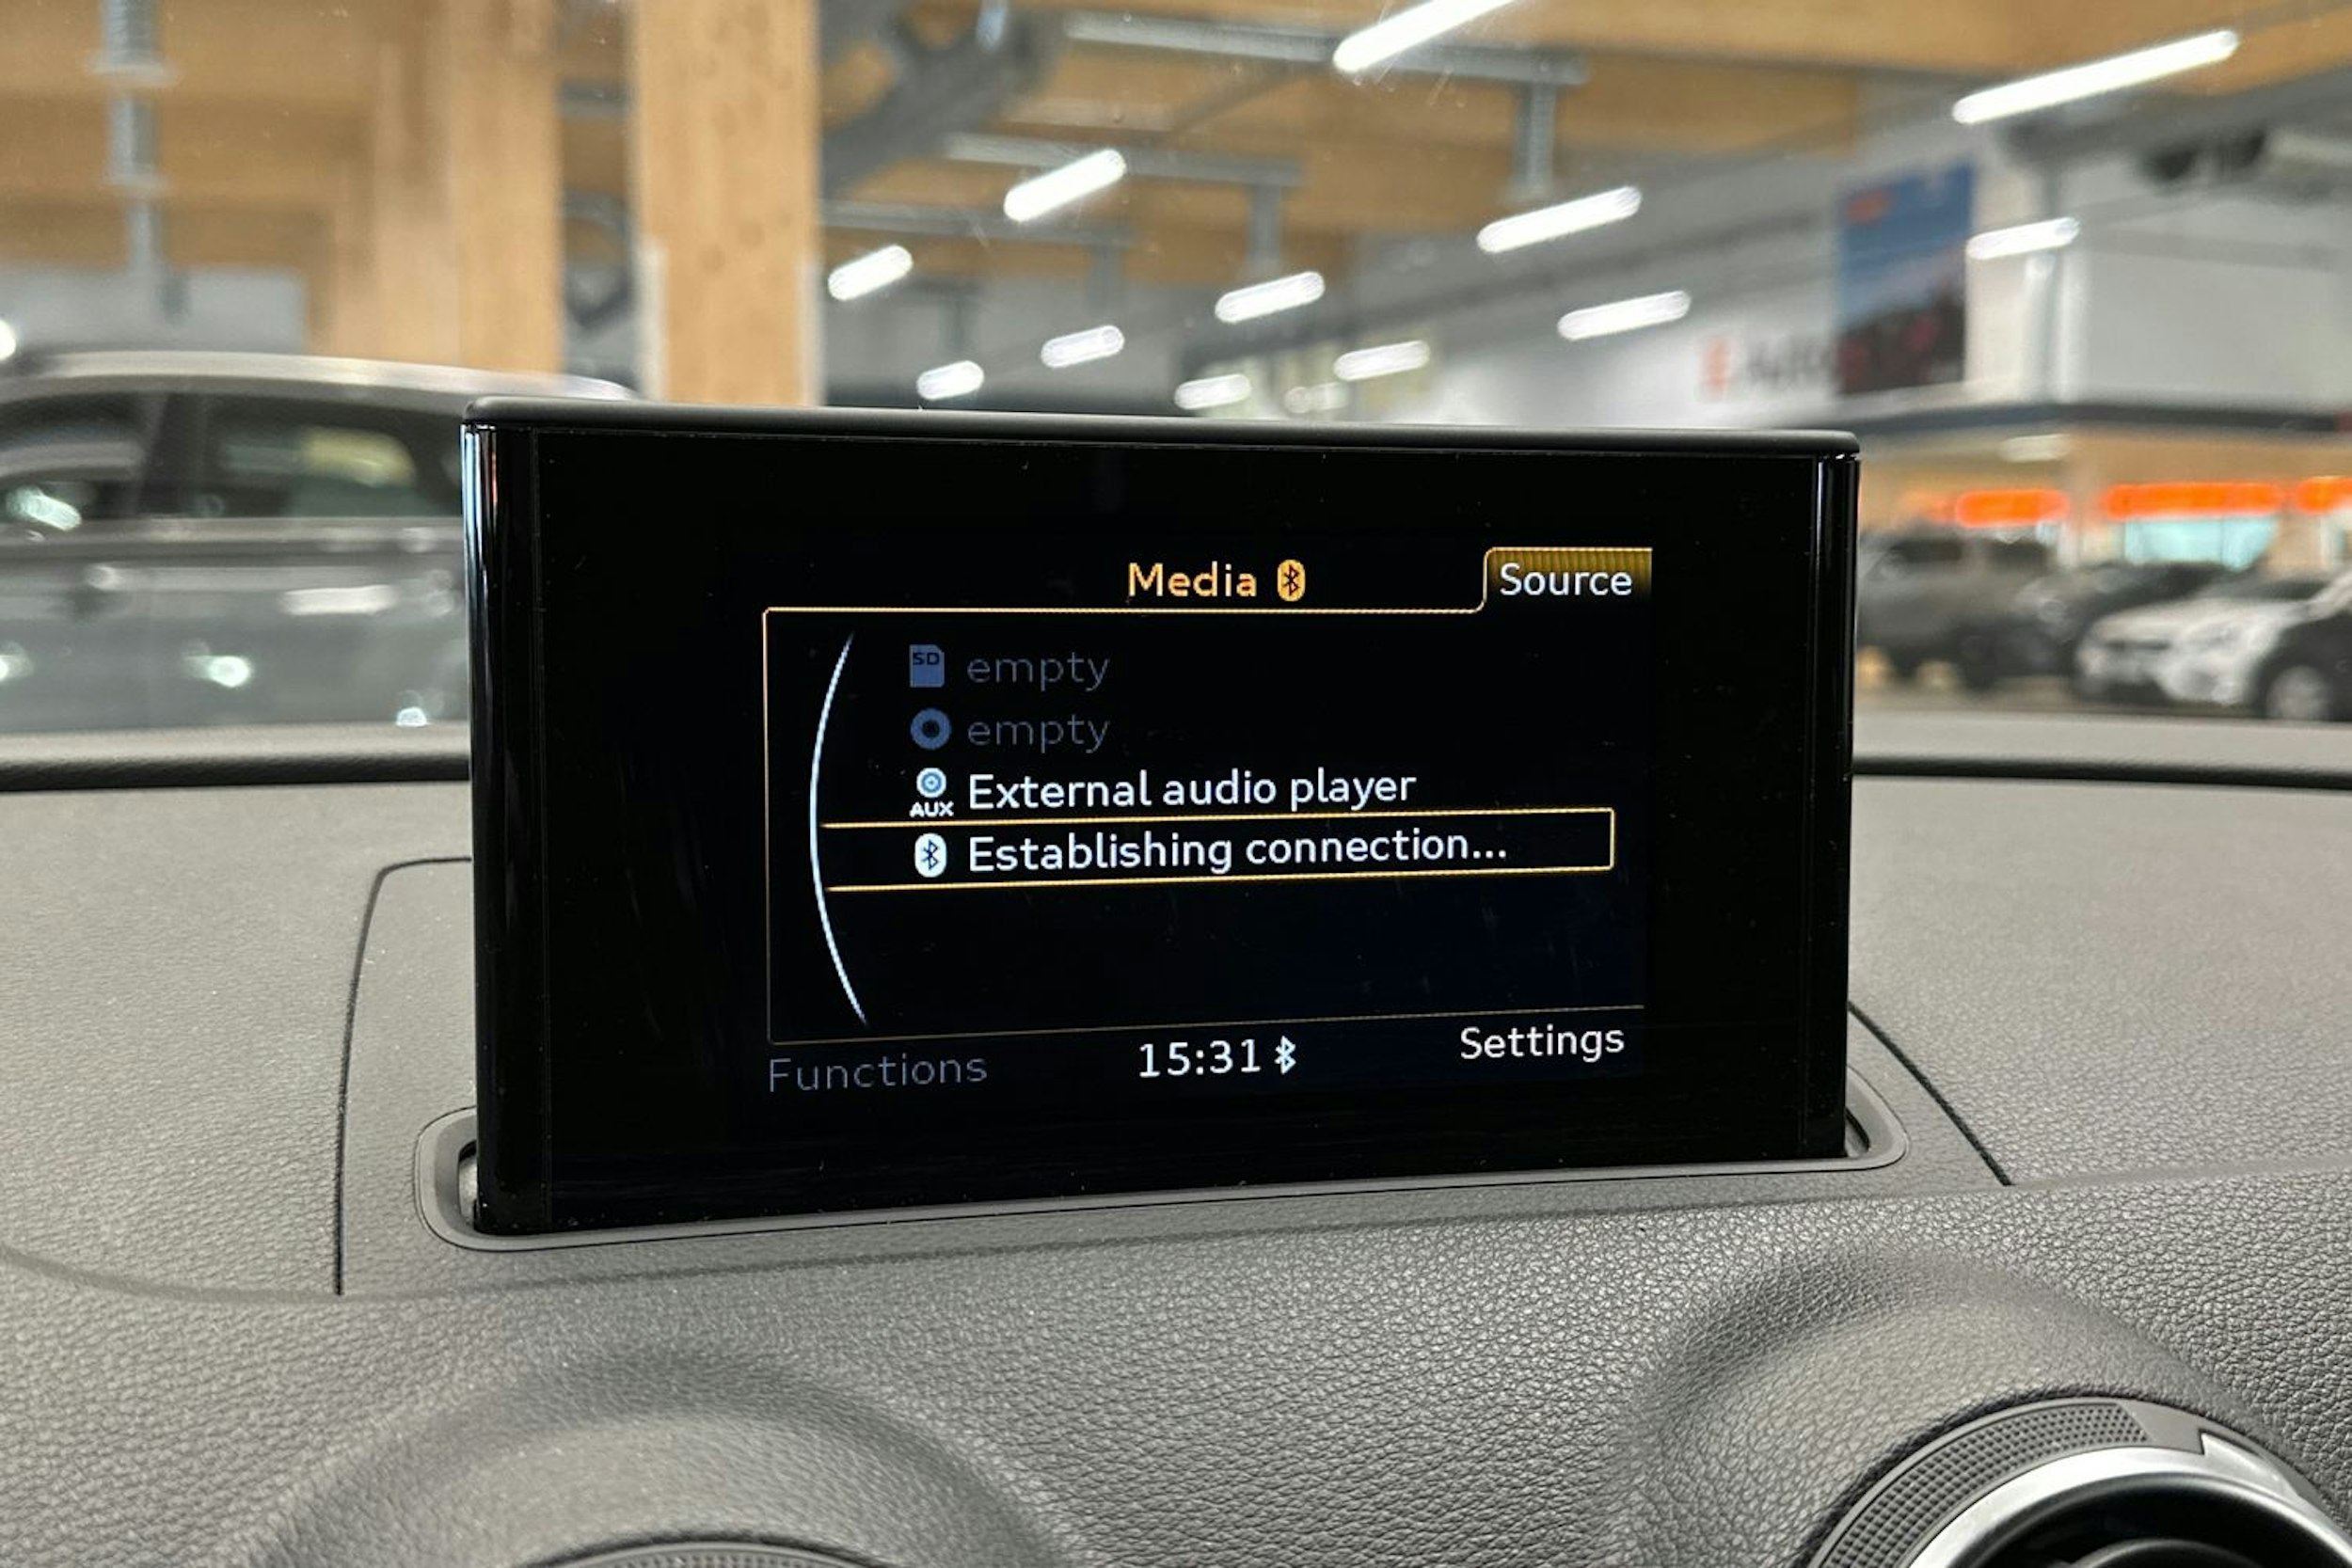 Media
Source
SD empty
empty
AUX External audio player
Establishing connection...
Functions 15:31 Settings